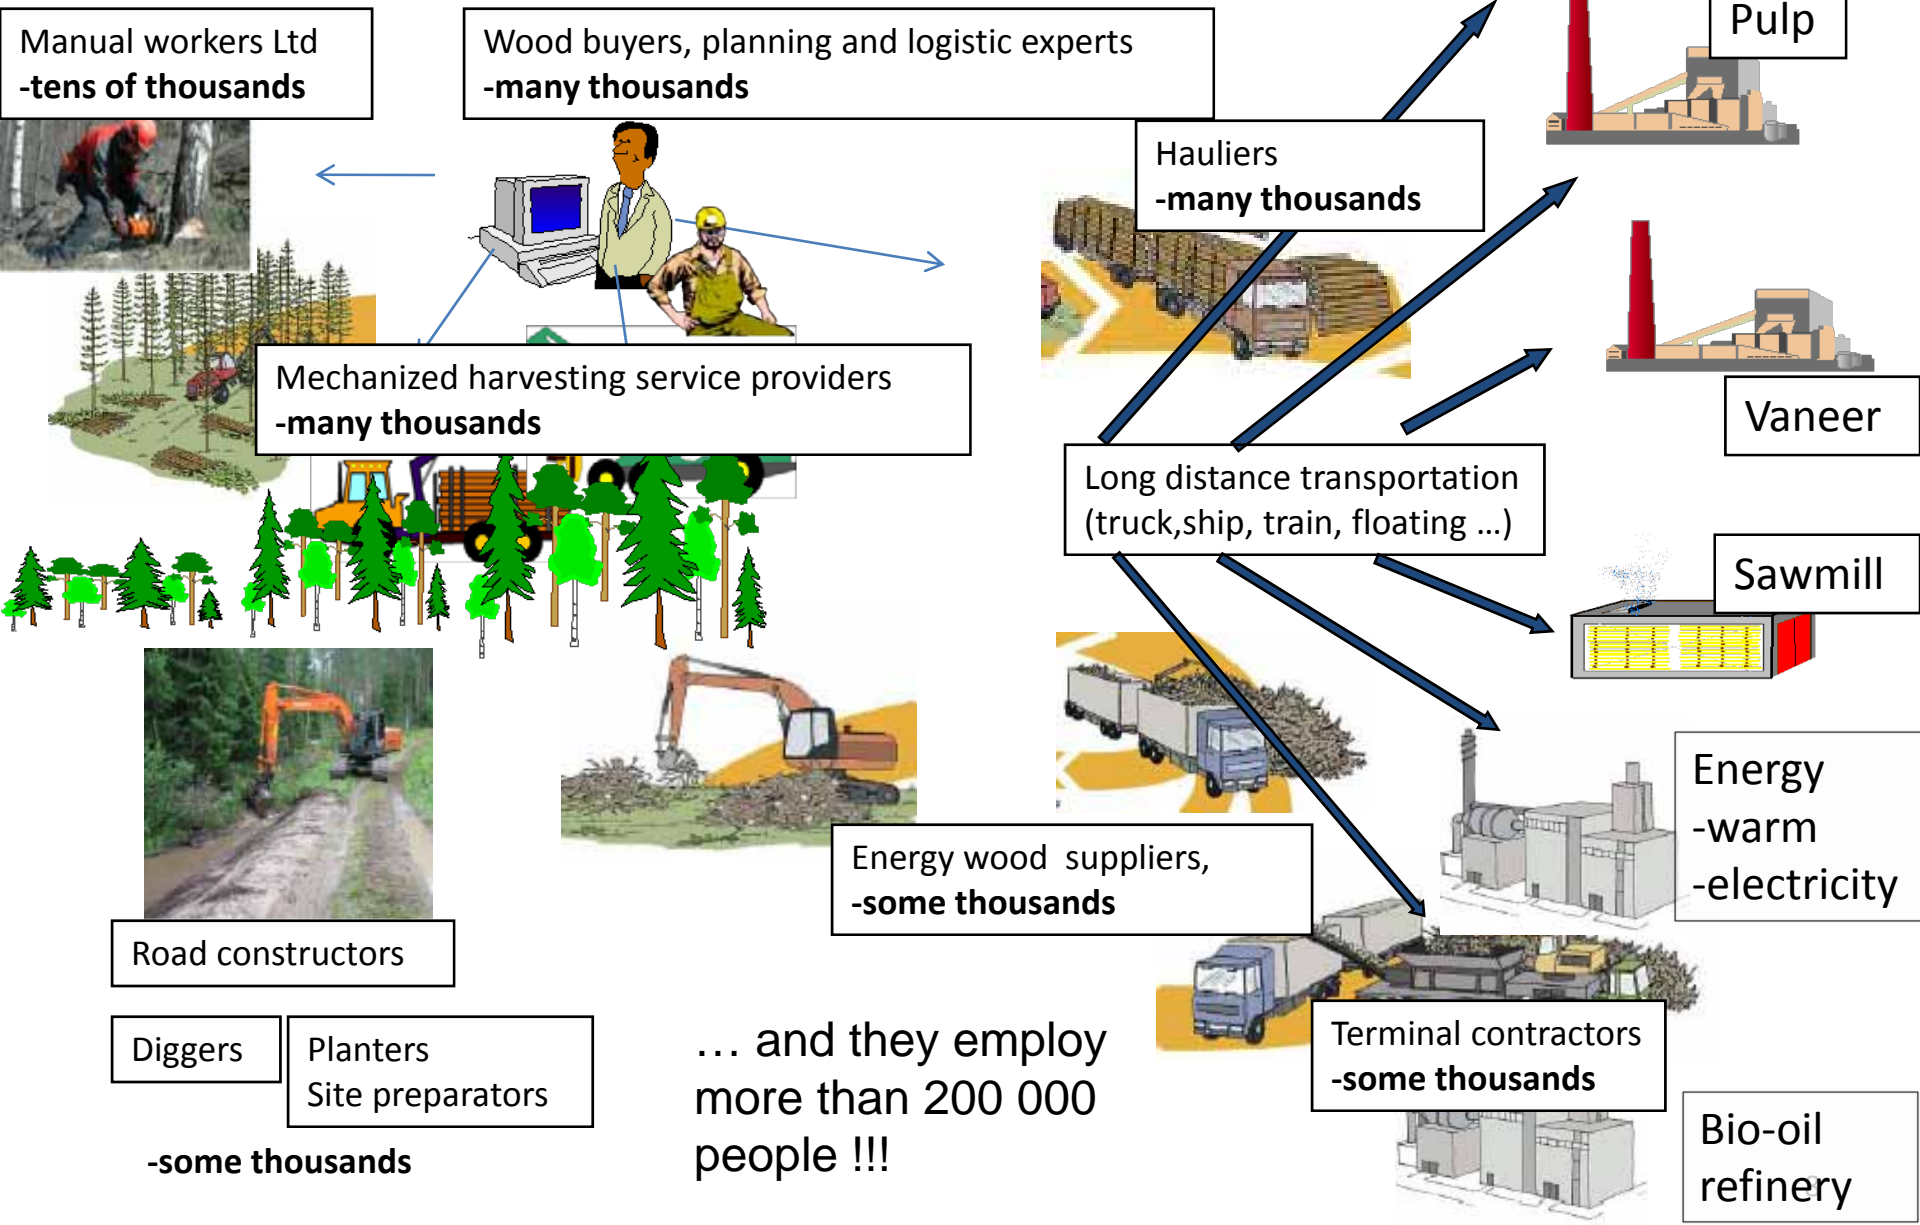 Manual workers Ltd
-tens of thousands
Wood buyers, planning and logistic experts
-many thousands
Pulp
Hauliers
-many thousands
Mechanized harvesting service providers
-many thousands
Vaneer
Long distance transportation
(truck,ship, train, floating ...)
Sawmill
Energy
-warm
-electricity
Energy wood  suppliers,
-some thousands
Road constructors
Diggers
Planters
Site preparators
-some thousands
... and they employ
more than 200 000
people !!!
Terminal contractors
-some thousands
Bio-oil
refinery